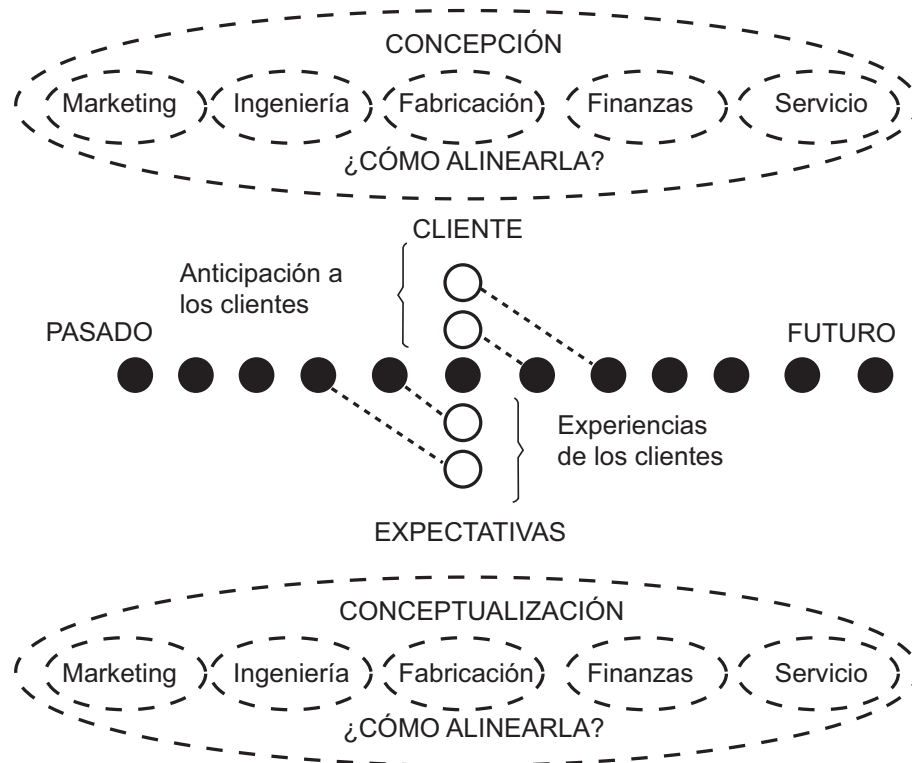 CONCEPCIÓN
Marketing Ingeniería Fabricación Finanzas Servicio
¿CÓMO ALINEARLA?
CLIENTE
Anticipación a
los clientes
PASADO
FUTURO
Experiencias
de los clientes
EXPECTATIVAS
CONCEPTUALIZACIÓN
Marketing Ingeniería Fabricación Finanzas Servicio
¿CÓMO ALINEARLA?